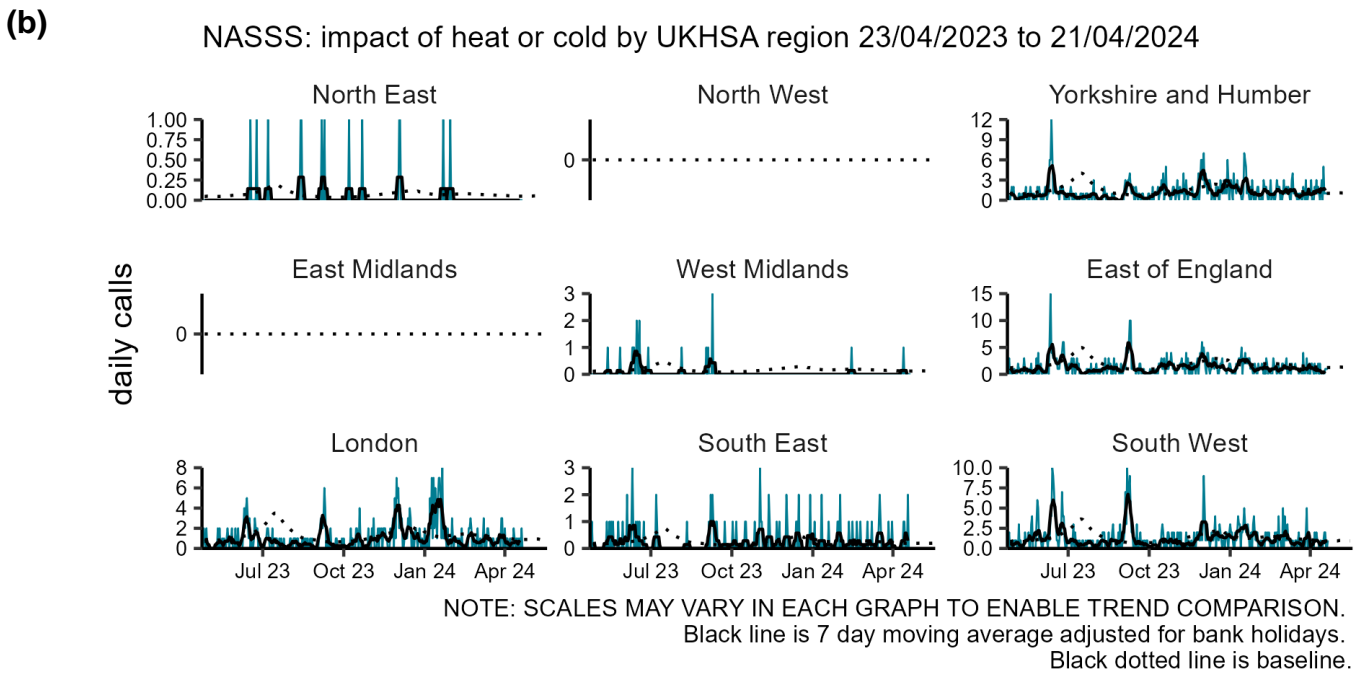 (b)
NASSS: impact of heat or cold by UKHSA region 23/04/2023 to 21/04/2024
daily calls
North East
1.00
0.75
0.50
0.25
0.00
North West
0
Yorkshire and Humber
12
9
6
3
0
East Midlands
0
West Midlands
3
2
1
0
East of England
15
10
5
0
London
8
6
4
2
0
Jul 23 Oct 23 Jan 24 Apr 24
South East
3
2
1
0
Jul 23 Oct 23 Jan 24 Apr 24
South West
10.0
7.5
5.0
2.5
0.0
Jul 23 Oct 23 Jan 24 Apr 24
NOTE: SCALES MAY VARY IN EACH GRAPH TO ENABLE TREND COMPARISON.
Black line is 7 day moving average adjusted for bank holidays.
Black dotted line is baseline.